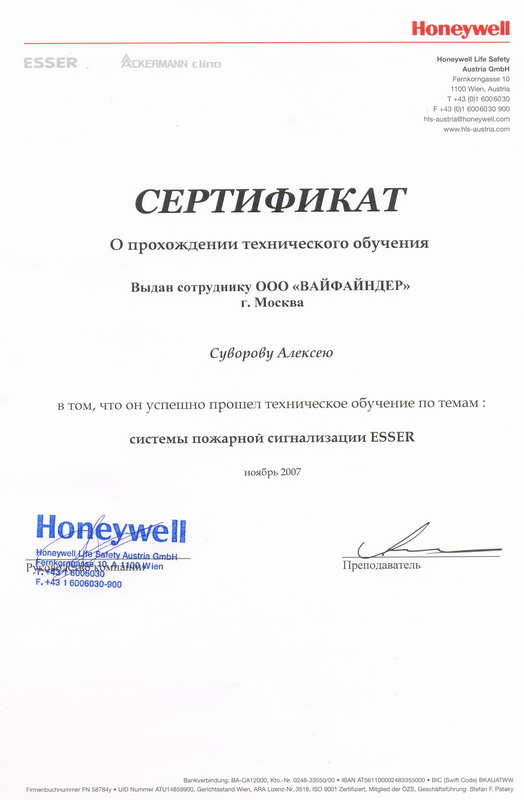 Honeywell
ESSER
ACKERMANN clino
Honeywell Life Safety
Austria GmbH
Fernkorngasse 10
1100 Wien, Austria
T +43 (0)1 6006030
F +43 (0)1 6006030 900
hls-austria@honeywell.com
www.hls-austria.com
СЕРТИФИКАТ
О прохождении технического обучения
Выдан сотруднику ООО «ВАЙФАЙНДЕР»
г. Москва
Суворову Алексею
в том, что он успешно прошел техническое обучение по темам :
системы пожарной сигнализации ESSER
ноябрь 2007
Honeywell
Honeywell Life Safety Austria GmbH
Fernkorngasse 10, A-1100 Wien
Руководство компании
T. +43 1 6006030
F. +43 1 6006030-900
Преподаватель
Bankverbindung: BA-CA12000, Kto.-Nr. 0248-33550/00 • IBAN AT561100002483355000 • BIC (Swift Code) BKAUATWW
Firmenbuchnummer FN 58784y • UID Nummer ATU14859900, Gerichtsstand Wien, ARA Lizenz-Nr. 3518, ISO 9001 Zertifiziert, Mitglied der ÖZS, Geschäftsführung: Stefan F. Pataky